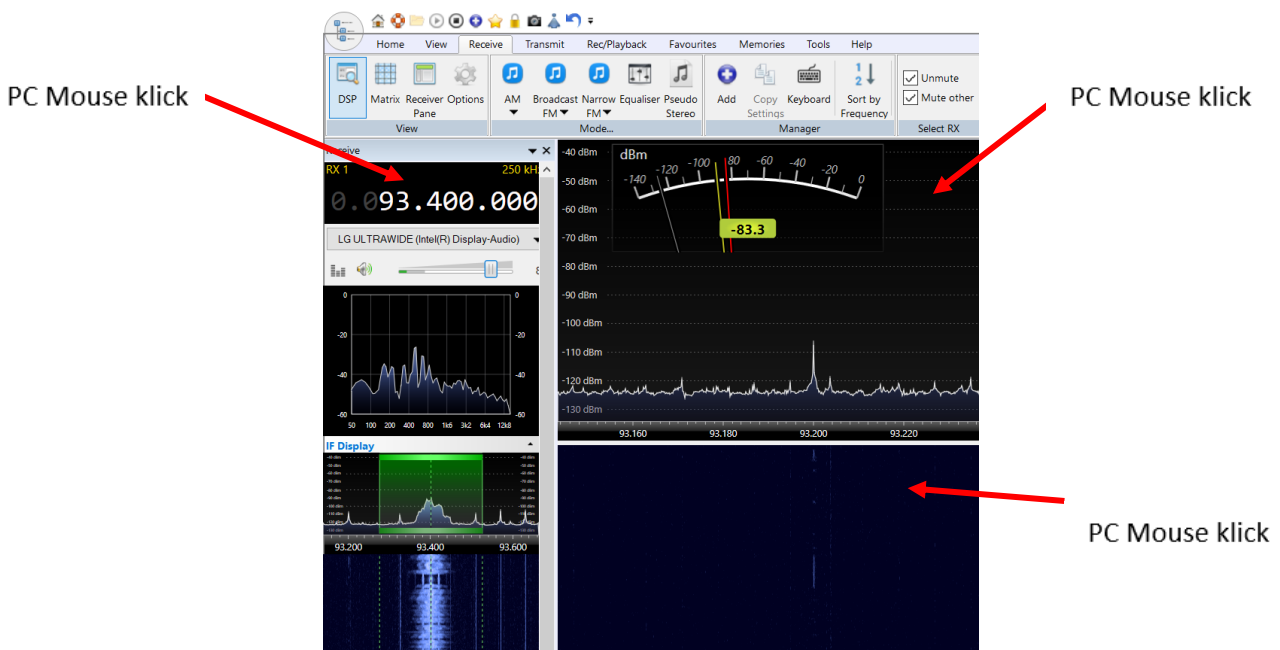 Home View Receive Transmit Rec/Playback Favourites Memories Tools Help
DSP Matrix Receiver Pane Options AM Broadcast FM Narrow FM Equaliser Pseudo Stereo Add Copy Settings Keyboard Sort by Frequency
Unmute
Mute other
View Mode... Manager Select RX
PC Mouse klick
PC Mouse klick
Receive
RX 1 250 kHz
0.093.400.000
LG ULTRAWIDE (Intel(R) Display-Audio)
0 0
-20 -20
-40 -40
-60 -60
50 100 200 400 800 1k6 3k2 6k4 12k8
IF Display
93.200 93.400 93.600
dBm
-140 -120 -100 80 -60 -40 -20 0
-83.3
-40 dBm
-50 dBm
-60 dBm
-70 dBm
-80 dBm
-90 dBm
-100 dBm
-110 dBm
-120 dBm
-130 dBm
93.160 93.180 93.200 93.220
PC Mouse klick